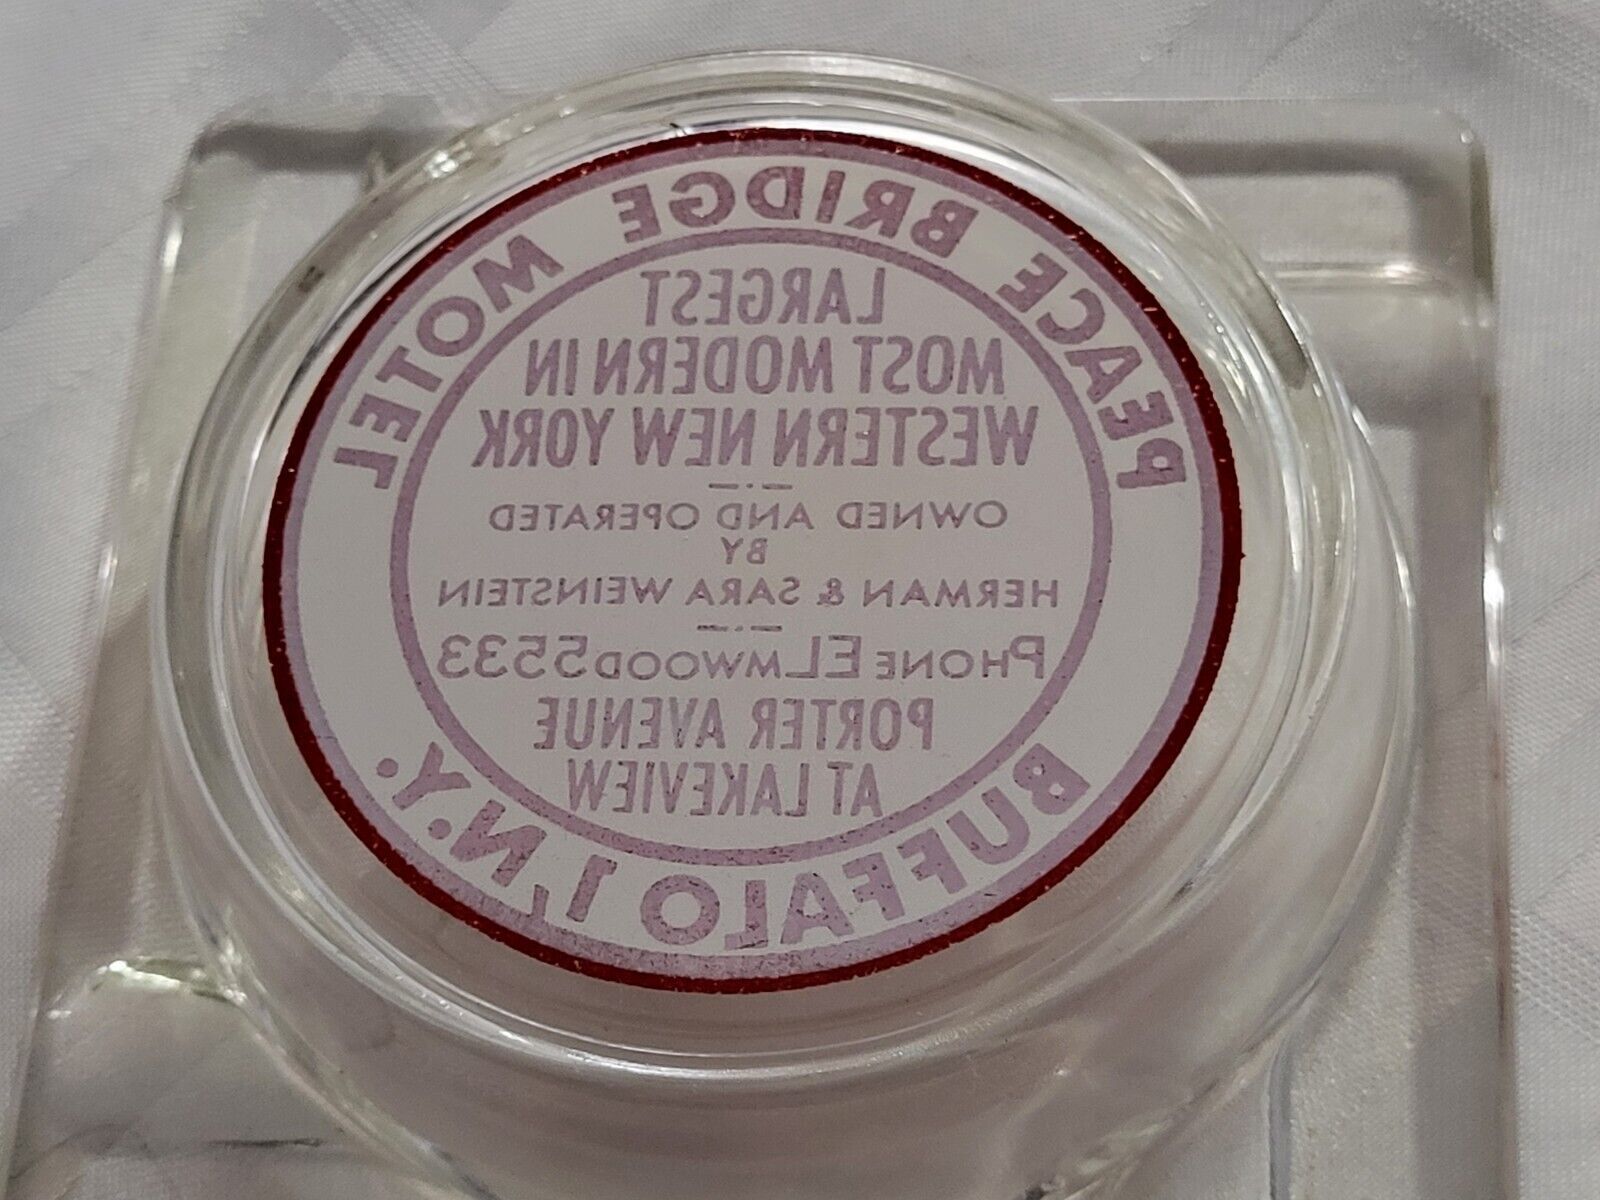 PEACE BRIDGE MOTEL
LARGEST
MOST MODERN IN
WESTERN NEW YORK
OWNED AND OPERATED
BY
HERMAN & SARA WEINSTEIN
PHONE ELMWOOD 5533
PORTER AVENUE
AT LAKEVIEW
BUFFALO 1, N.Y.